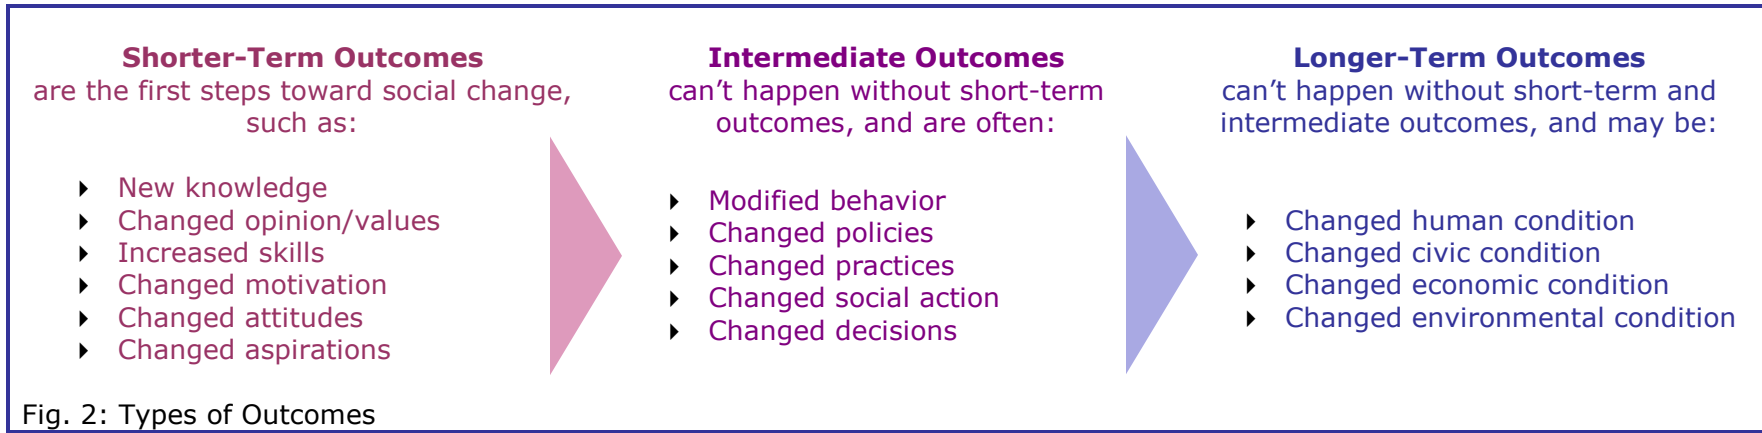 Shorter-Term Outcomes
are the first steps toward social change,
such as:
New knowledge
Changed opinion/values
Increased skills
Changed motivation
Changed attitudes
Changed aspirations
Intermediate Outcomes
can't happen without short-term
outcomes, and are often:
Modified behavior
Changed policies
Changed practices
Changed social action
Changed decisions
Longer-Term Outcomes
can't happen without short-term and
intermediate outcomes, and may be:
Changed human condition
Changed civic condition
Changed economic condition
Changed environmental condition
Fig. 2: Types of Outcomes